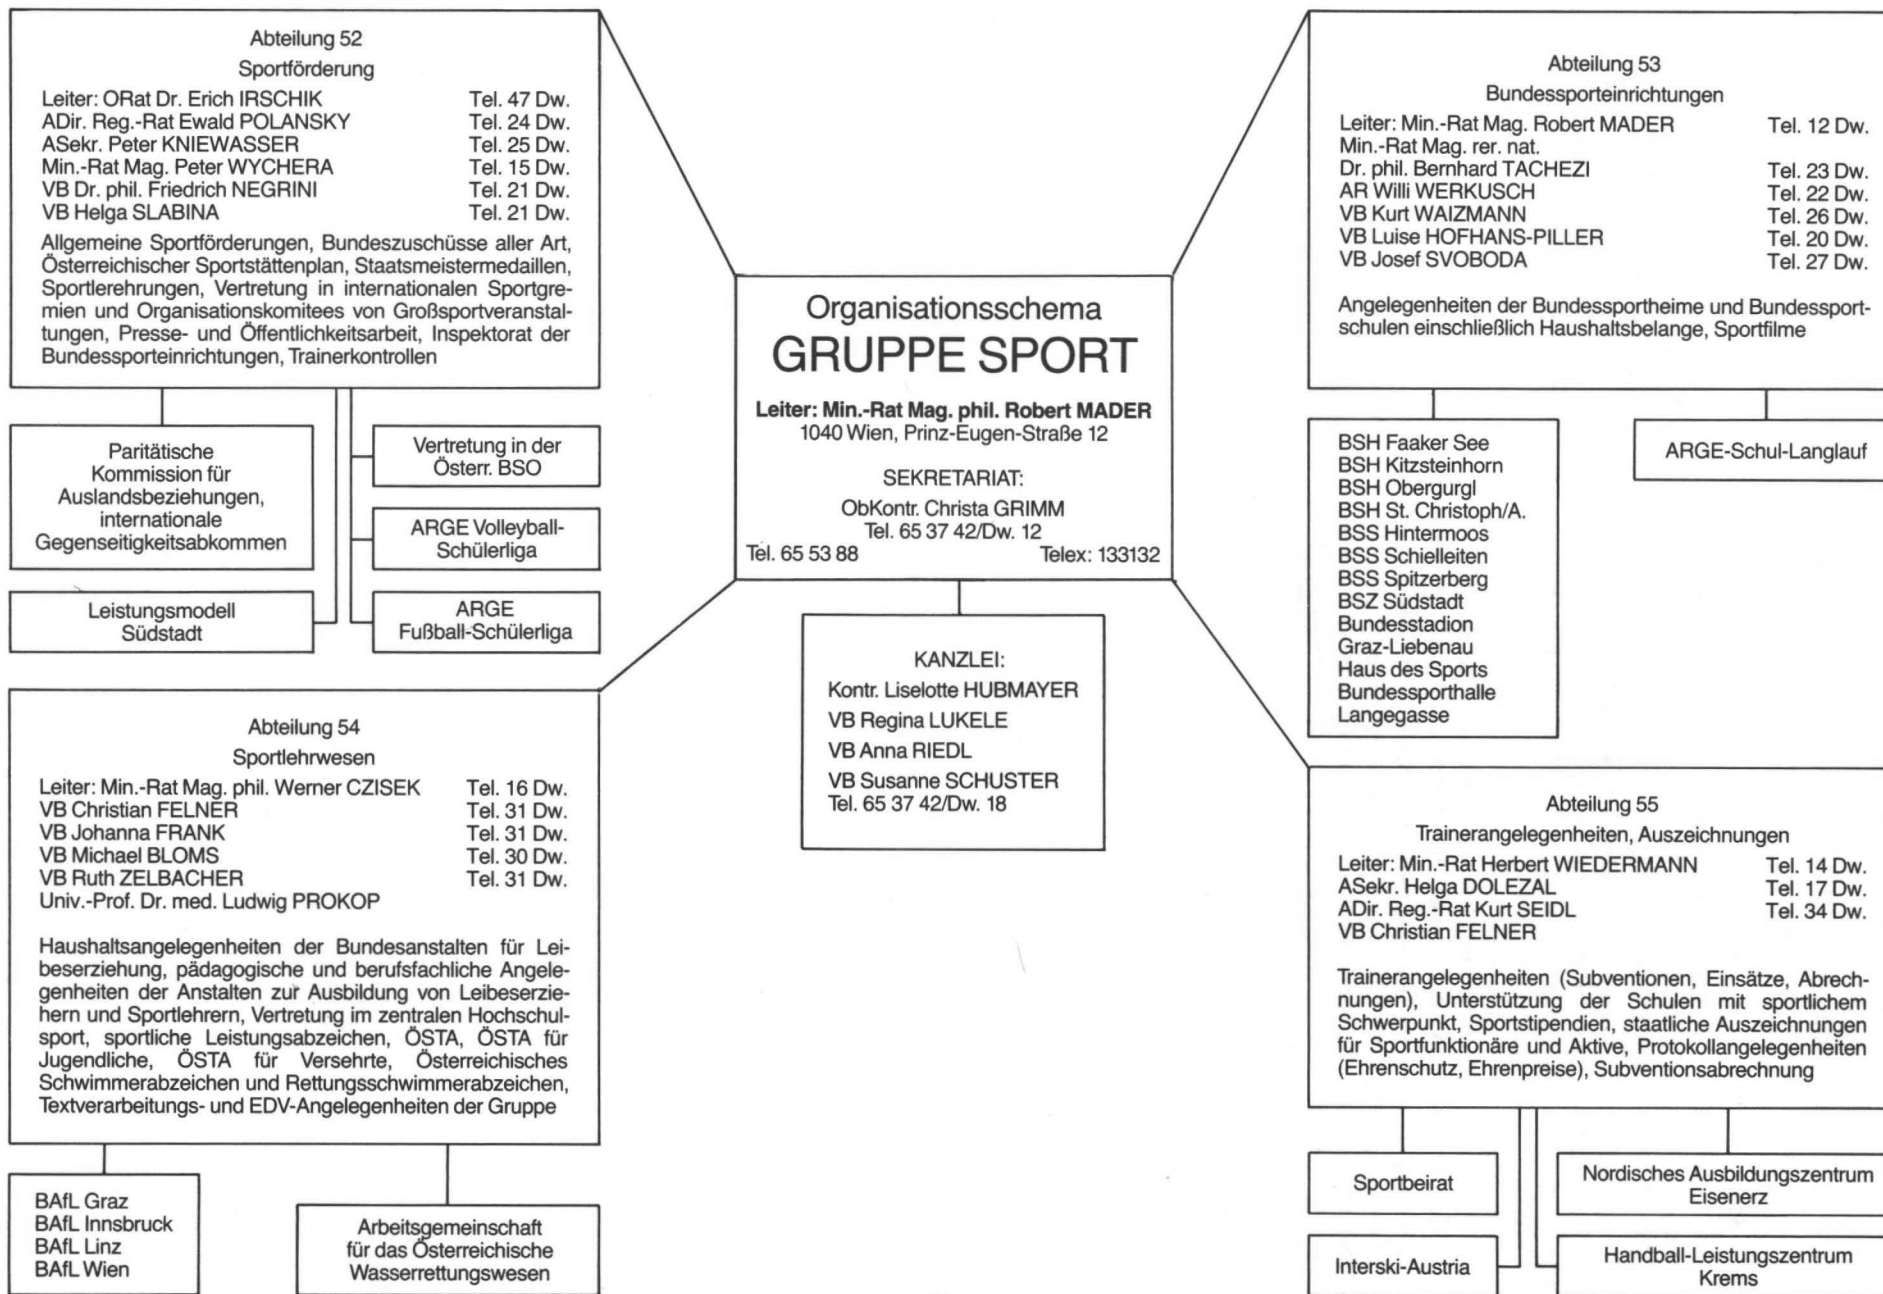 Abteilung 52
Sportförderung
Leiter: ORat Dr. Erich IRSCHIK Tel. 47 Dw.
ADir. Reg.-Rat Ewald POLANSKY Tel. 24 Dw.
ASekr. Peter KNIEWASSER Tel. 25 Dw.
Min.-Rat Mag. Peter WYCHERA Tel. 15 Dw.
VB Dr. phil. Friedrich NEGRINI Tel. 21 Dw.
VB Helga SLABINA Tel. 21 Dw.
Allgemeine Sportförderungen, Bundeszuschüsse aller Art,
Österreichischer Sportstättenplan, Staatsmeistermedaillen,
Sportlerehrungen, Vertretung in internationalen Sportgre-
mien und Organisationskomitees von Großsportveranstal-
tungen, Presse- und Öffentlichkeitsarbeit, Inspektorat der
Bundessporteinrichtungen, Trainerkontrollen
Paritätische
Kommission für
Auslandsbeziehungen,
internationale
Gegenseitigkeitsabkommen
Leistungsmodell
Südstadt
Vertretung in der
Österr. BSO
ARGE Volleyball-
Schülerliga
ARGE
Fußball-Schülerliga
Organisationsschema
GRUPPE SPORT
Leiter: Min.-Rat Mag. phil. Robert MADER
1040 Wien, Prinz-Eugen-Straße 12
SEKRETARIAT:
ObKontr. Christa GRIMM
Tel. 65 37 42/Dw. 12
Tel. 65 53 88 Telex: 133132
KANZLEI:
Kontr. Liselotte HUBMAYER
VB Regina LUKELE
VB Anna RIEDL
VB Susanne SCHUSTER
Tel. 65 37 42/Dw. 18
Abteilung 53
Bundessporteinrichtungen
Leiter: Min.-Rat Mag. Robert MADER Tel. 12 Dw.
Min.-Rat Mag. rer. nat.
Dr. phil. Bernhard TACHEZI Tel. 23 Dw.
AR Willi WERKUSCH Tel. 22 Dw.
VB Kurt WAIZMANN Tel. 26 Dw.
VB Luise HOFHANS-PILLER Tel. 20 Dw.
VB Josef SVOBODA Tel. 27 Dw.
Angelegenheiten der Bundessportheime und Bundessport-
schulen einschließlich Haushaltsbelange, Sportfilme
BSH Faaker See
BSH Kitzsteinhorn
BSH Obergurgl
BSH St. Christoph/A.
BSS Hintermoos
BSS Schielleiten
BSS Spitzerberg
BSZ Südstadt
Bundesstadion
Graz-Liebenau
Haus des Sports
Bundessporthalle
Langegasse
ARGE-Schul-Langlauf
Abteilung 54
Sportlehrwesen
Leiter: Min.-Rat Mag. phil. Werner CZISEK Tel. 16 Dw.
VB Christian FELNER Tel. 31 Dw.
VB Johanna FRANK Tel. 31 Dw.
VB Michael BLOMS Tel. 30 Dw.
VB Ruth ZELBACHER Tel. 31 Dw.
Univ.-Prof. Dr. med. Ludwig PROKOP
Haushaltsangelegenheiten der Bundesanstalten für Lei-
beserziehung, pädagogische und berufsfachliche Angele-
genheiten der Anstalten zur Ausbildung von Leibeserzie-
hern und Sportlehrern, Vertretung im zentralen Hochschul-
sport, sportliche Leistungsabzeichen, ÖSTA, ÖSTA für
Jugendliche, ÖSTA für Versehrte, Österreichisches
Schwimmerabzeichen und Rettungsschwimmerabzeichen,
Textverarbeitungs- und EDV-Angelegenheiten der Gruppe
BAfL Graz
BAfL Innsbruck
BAfL Linz
BAfL Wien
Arbeitsgemeinschaft
für das Österreichische
Wasserrettungswesen
Abteilung 55
Trainerangelegenheiten, Auszeichnungen
Leiter: Min.-Rat Herbert WIEDERMANN Tel. 14 Dw.
ASekr. Helga DOLEZAL Tel. 17 Dw.
ADir. Reg.-Rat Kurt SEIDL Tel. 34 Dw.
VB Christian FELNER
Trainerangelegenheiten (Subventionen, Einsätze, Abrech-
nungen), Unterstützung der Schulen mit sportlichem
Schwerpunkt, Sportstipendien, staatliche Auszeichnungen
für Sportfunktionäre und Aktive, Protokollangelegenheiten
(Ehrenschutz, Ehrenpreise), Subventionsabrechnung
Sportbeirat
Interski-Austria
Nordisches Ausbildungszentrum
Eisenerz
Handball-Leistungszentrum
Krems